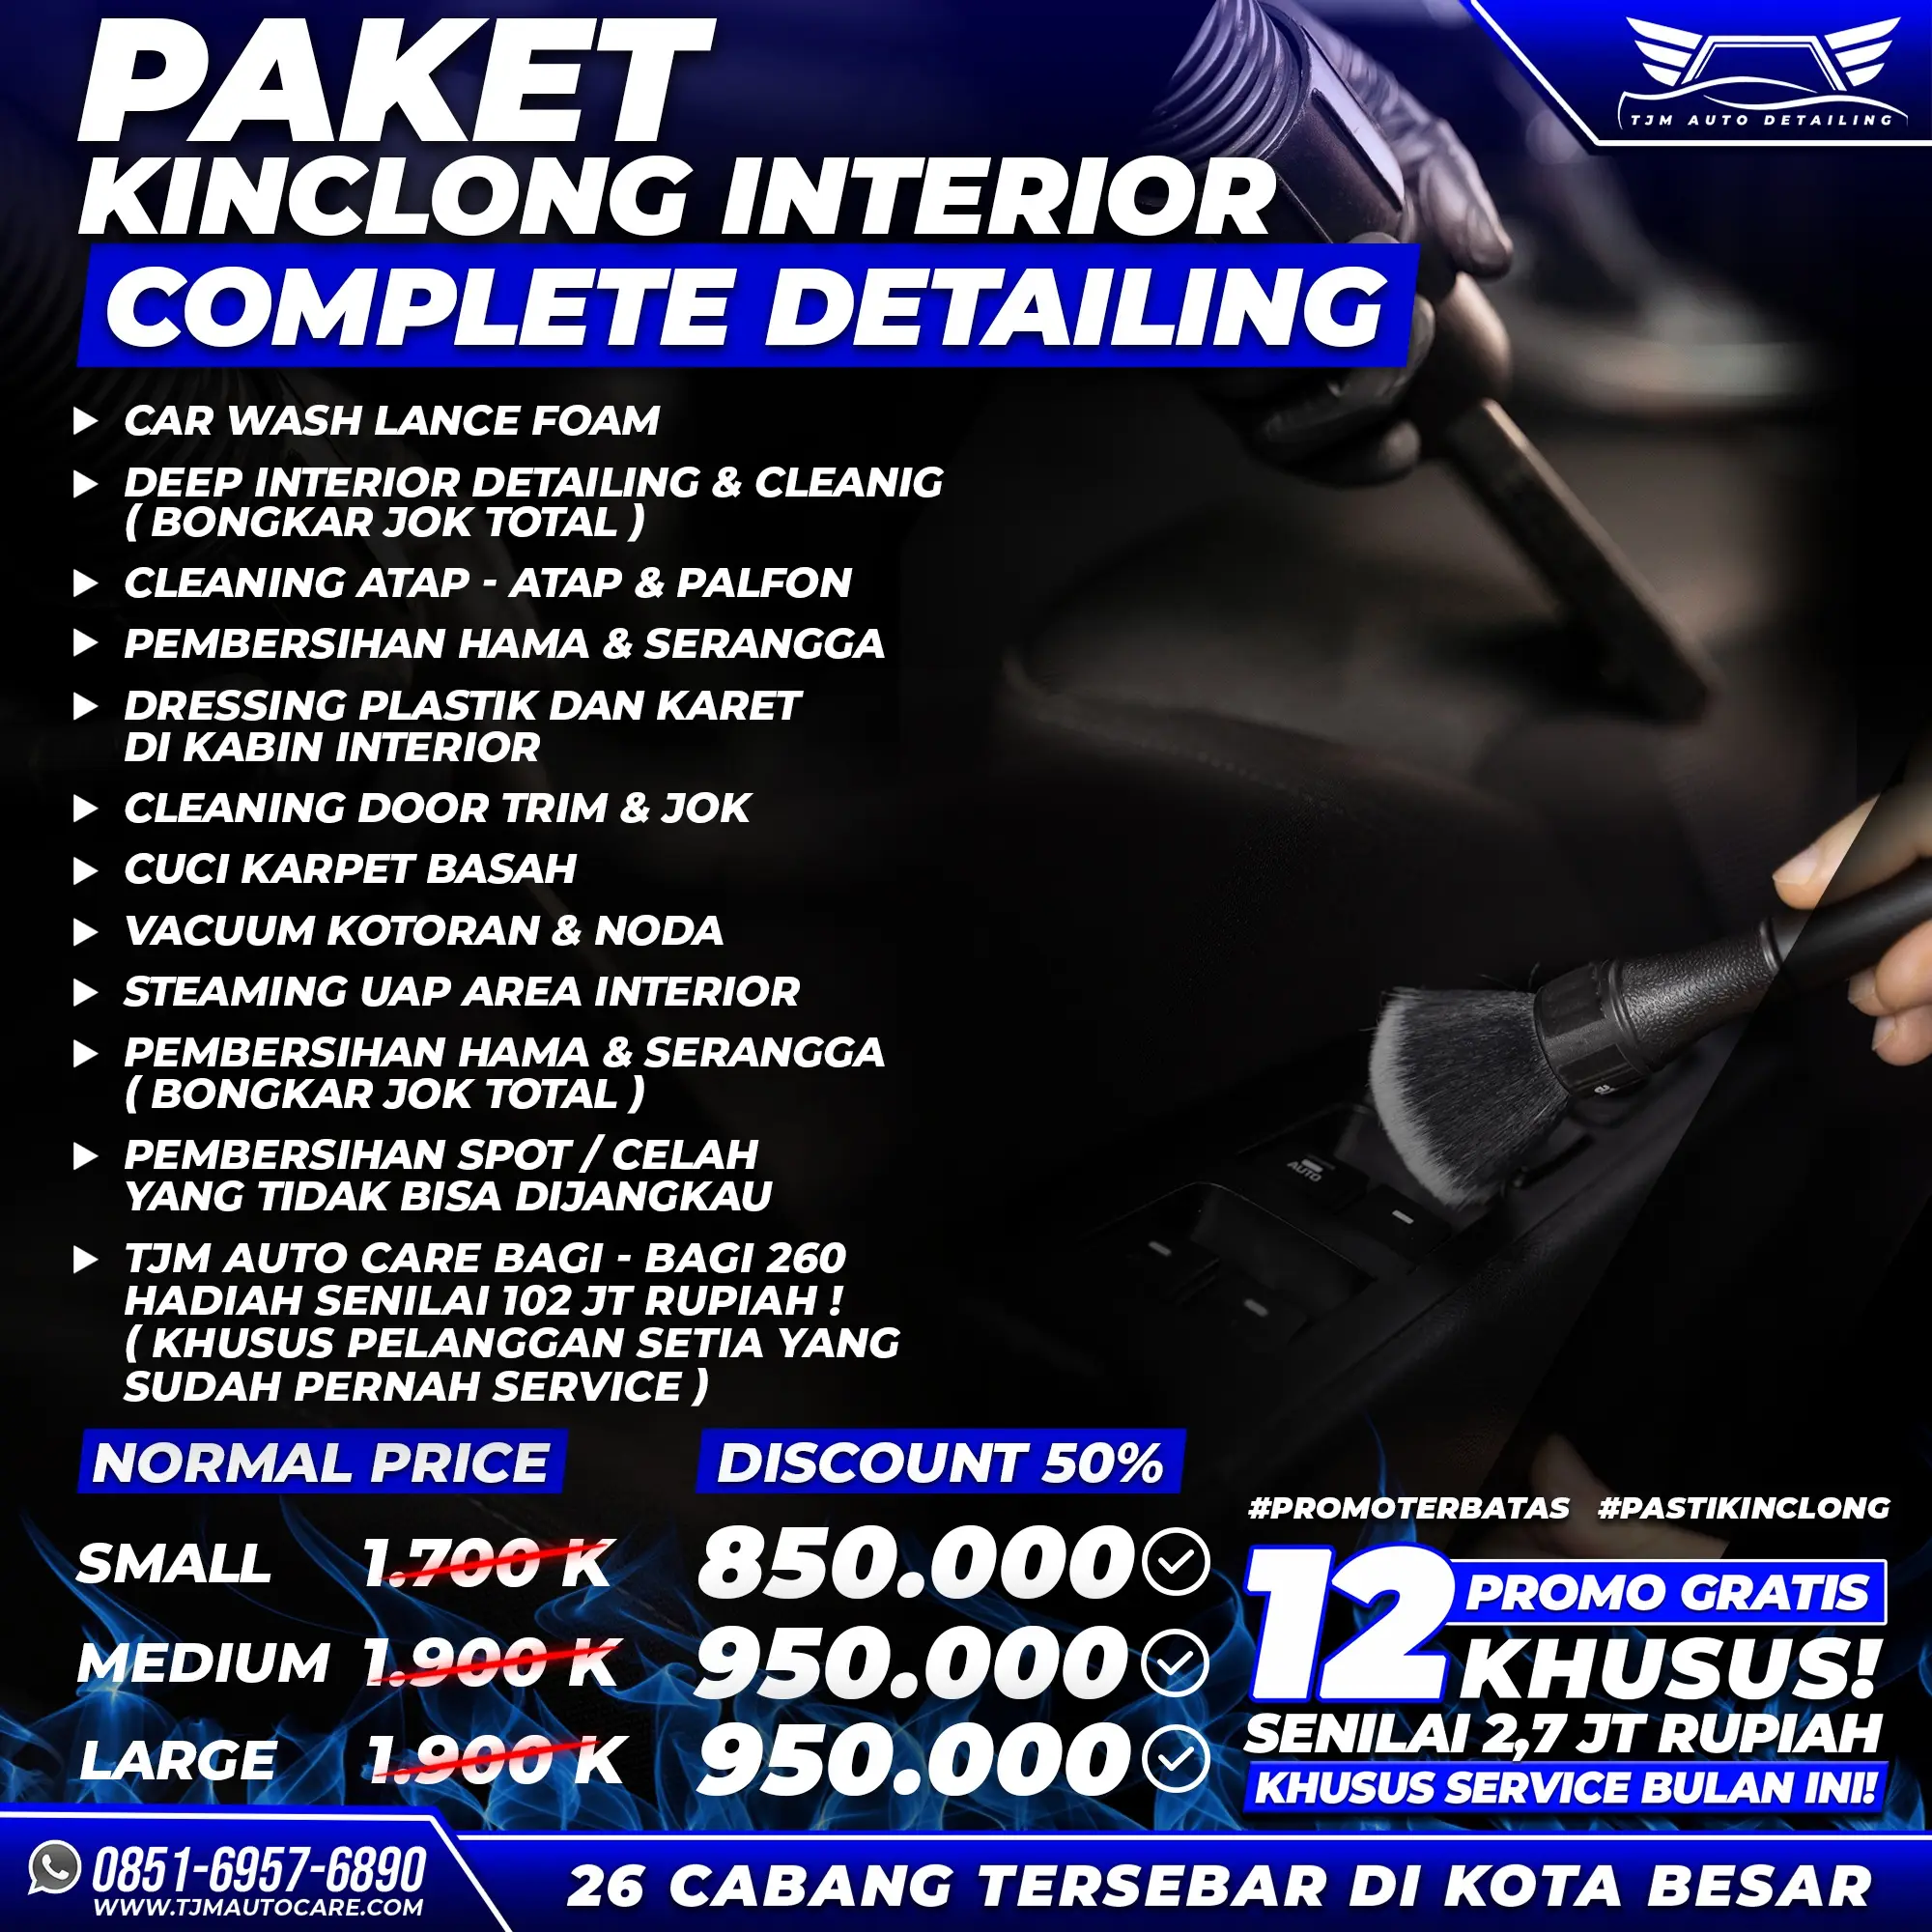 PAKET
KINCLONG INTERIOR
COMPLETE DETAILING
TJM AUTO DETAILING
CAR WASH LANCE FOAM
DEEP INTERIOR DETAILING & CLEANIG
( BONGKAR JOK TOTAL )
CLEANING ATAP - ATAP & PALFON
PEMBERSIHAN HAMA & SERANGGA
DRESSING PLASTIK DAN KARET
DI KABIN INTERIOR
CLEANING DOOR TRIM & JOK
CUCI KARPET BASAH
VACUUM KOTORAN & NODA
STEAMING UAP AREA INTERIOR
PEMBERSIHAN HAMA & SERANGGA
( BONGKAR JOK TOTAL )
PEMBERSIHAN SPOT / CELAH
YANG TIDAK BISA DIJANGKAU
TJM AUTO CARE BAGI - BAGI 260
HADIAH SENILAI 102 JT RUPIAH !
( KHUSUS PELANGGAN SETIA YANG
SUDAH PERNAH SERVICE )
AUTO
NORMAL PRICE DISCOUNT 50%
SMALL 1.700 K 850.000
MEDIUM 1.900 K 950.000
LARGE 1.900 K 950.000
#PROMOTERBATAS #PASTIKINCLONG
12 PROMO GRATIS
KHUSUS!
SENILAI 2,7 JT RUPIAH
KHUSUS SERVICE BULAN INI!
0851-6957-6890
WWW.TJMAUTOCARE.COM
26 CABANG TERSEBAR DI KOTA BESAR